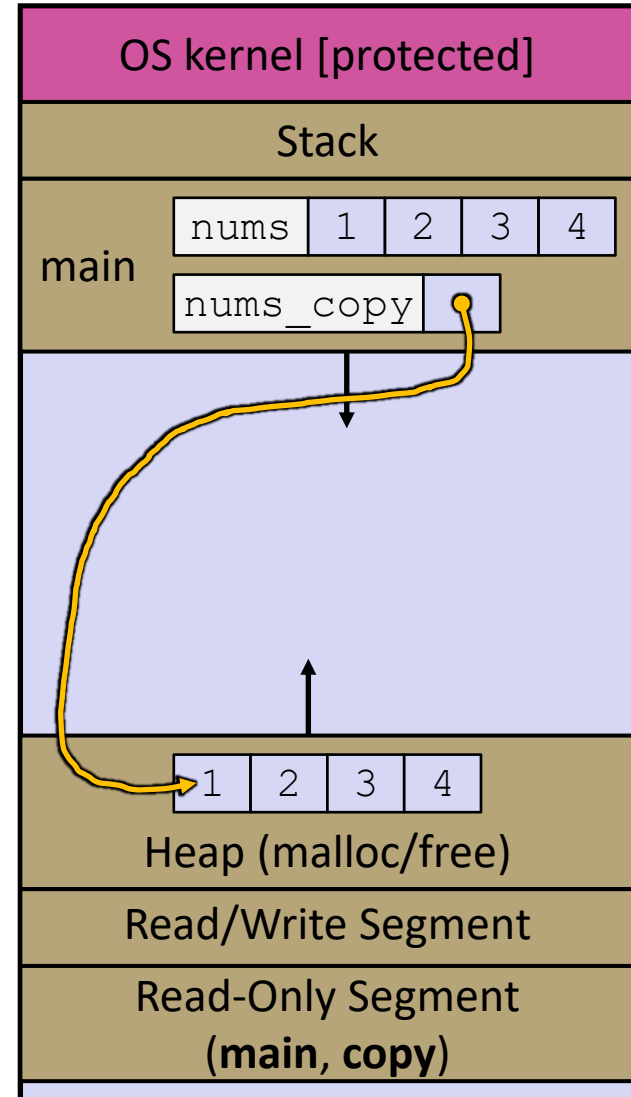 OS kernel [protected]
Stack
main
nums 1 2 3 4
nums_copy
1 2 3 4
Heap (malloc/free)
Read/Write Segment
Read-Only Segment
(main, copy)